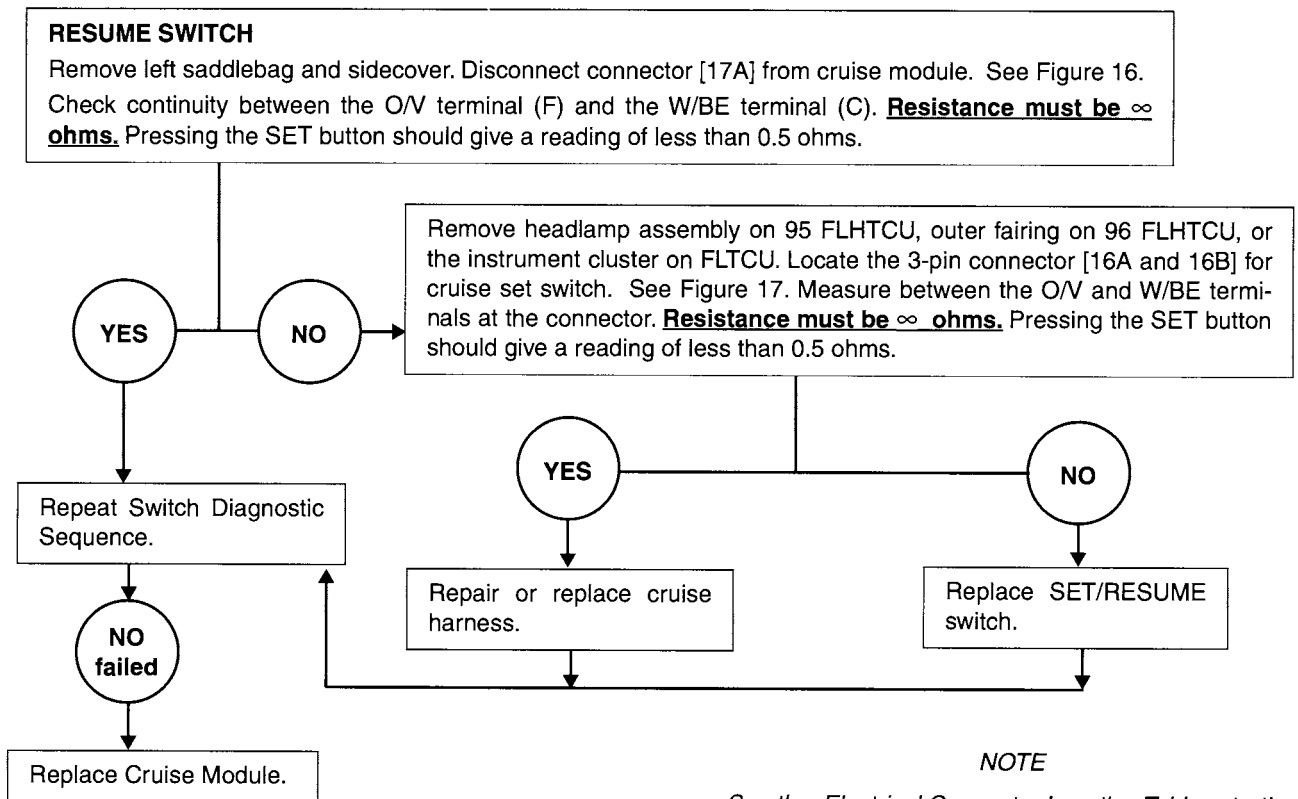 RESUME SWITCH
Remove left saddlebag and sidecover. Disconnect connector [17A] from cruise module. See Figure 16.
Check continuity between the O/V terminal (F) and the W/BE terminal (C). Resistance must be ∞
ohms. Pressing the SET button should give a reading of less than 0.5 ohms.
Remove headlamp assembly on 95 FLHTCU, outer fairing on 96 FLHTCU, or
the instrument cluster on FLTCU. Locate the 3-pin connector [16A and 16B] for
cruise set switch. See Figure 17. Measure between the O/V and W/BE termi-
nals at the connector. Resistance must be ∞ ohms. Pressing the SET button
should give a reading of less than 0.5 ohms.
YES
NO
YES
NO
Repeat Switch Diagnostic
Sequence.
Repair or replace cruise
harness.
Replace SET/RESUME
switch.
NO
failed
Replace Cruise Module.
NOTE